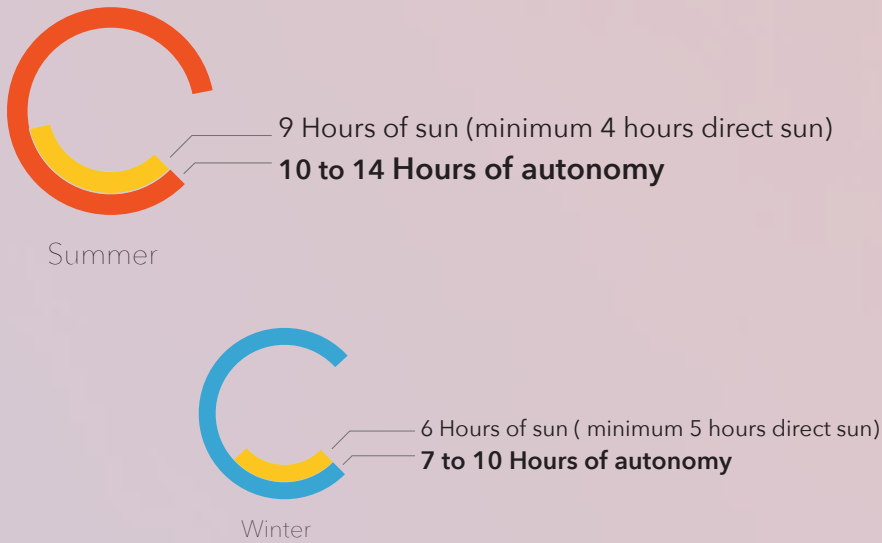 9 Hours of sun (minimum 4 hours direct sun)
10 to 14 Hours of autonomy
Summer
6 Hours of sun ( minimum 5 hours direct sun)
7 to 10 Hours of autonomy
Winter